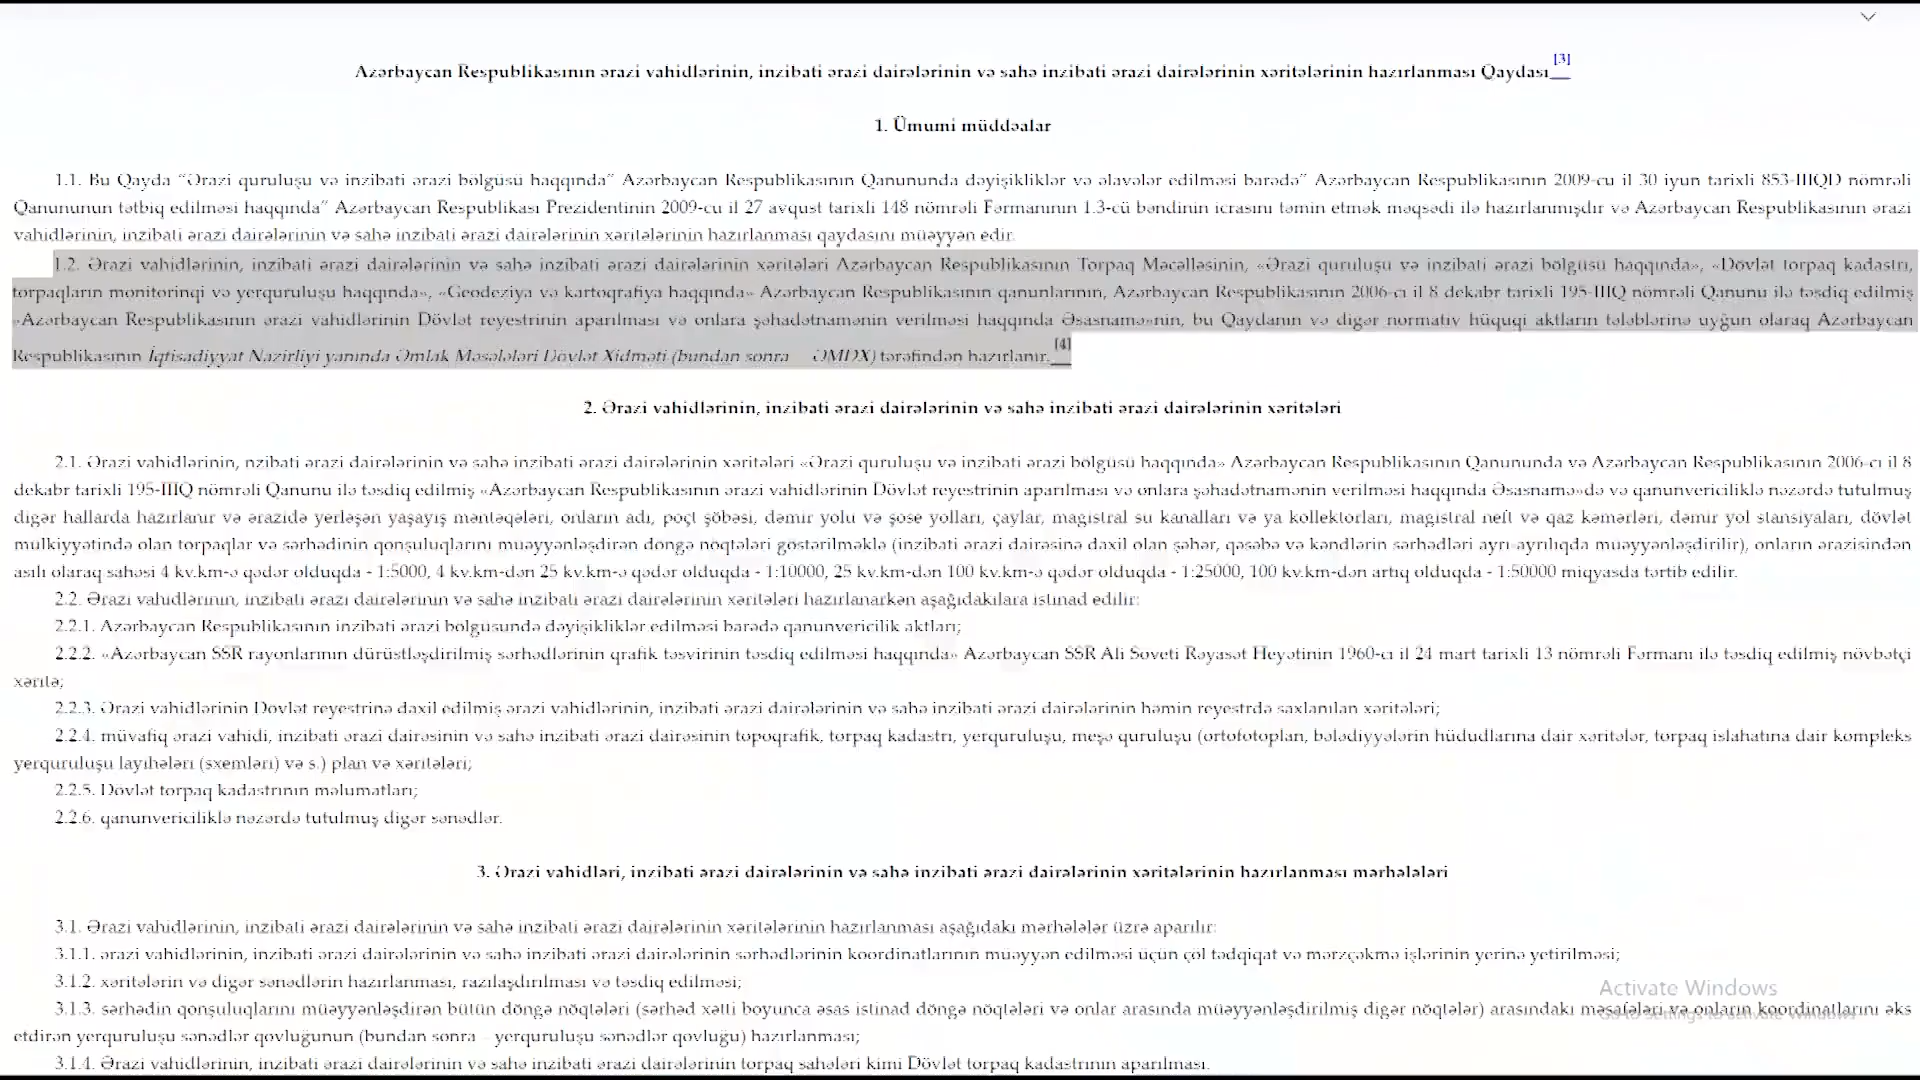 Azərbaycan Respublikasının ərazi vahidlərinin, inzibati ərazi dairələrinin və sahə inzibati ərazi dairələrinin xəritələrinin hazırlanması Qaydası[3]
1. Ümumi müddəalar
1.1. Bu Qayda “Ərazi quruluşu və inzibati ərazi bölgüsü haqqında” Azərbaycan Respublikasının Qanununda dəyişikliklər və əlavələr edilməsi barədə” Azərbaycan Respublikasının 2009-cu il 30 iyun tarixli 853-IIIQD nömrəli
Qanununun tətbiq edilməsi haqqında” Azərbaycan Respublikası Prezidentinin 2009-cu il 27 avqust tarixli 148 nömrəli Fərmanının 1.3-cü bəndinin icrasını təmin etmək məqsədi ilə hazırlanmışdır və Azərbaycan Respublikasının ərazi
vahidlərinin, inzibati ərazi dairələrinin və sahə inzibati ərazi dairələrinin xəritələrinin hazırlanması qaydasını müəyyən edir.
1.2. Ərazi vahidlərinin, inzibati ərazi dairələrinin və sahə inzibati ərazi dairələrinin xəritələri Azərbaycan Respublikasının Torpaq Məcəlləsinin, «Ərazi quruluşu və inzibati ərazi bölgüsü haqqında», «Dövlət torpaq kadastrı,
torpaqların monitorinqi və yerquruluşu haqqında», «Geodeziya və kartoqrafiya haqqında» Azərbaycan Respublikasının qanunlarının, Azərbaycan Respublikasının 2006-cı il 8 dekabr tarixli 195-IIIQ nömrəli Qanunu ilə təsdiq edilmiş
«Azərbaycan Respublikasının ərazi vahidlərinin Dövlət reyestrinin aparılması və onlara şəhadətnamənin verilməsi haqqında Əsasnamə»nin, bu Qaydanın və digər normativ hüquqi aktların tələblərinə uyğun olaraq Azərbaycan
Respublikasının İqtisadiyyat Nazirliyi yanında Əmlak Məsələləri Dövlət Xidməti (bundan sonra ƏMDX) tərəfindən hazırlanır.[4]
2. Ərazi vahidlərinin, inzibati ərazi dairələrinin və sahə inzibati ərazi dairələrinin xəritələri
2.1. Ərazi vahidlərinin, nzibati ərazi dairələrinin və sahə inzibati ərazi dairələrinin xəritələri «Ərazi quruluşu və inzibati ərazi bölgüsü haqqında» Azərbaycan Respublikasının Qanununda və Azərbaycan Respublikasının 2006-cı il 8
dekabr tarixli 195-IIIQ nömrəli Qanunu ilə təsdiq edilmiş «Azərbaycan Respublikasının ərazi vahidlərinin Dövlət reyestrinin aparılması və onlara şəhadətnamənin verilməsi haqqında Əsasnamə»də və qanunvericiliklə nəzərdə tutulmuş
digər hallarda hazırlanır və ərazidə yerləşən yaşayış məntəqələri, onların adı, poçt şöbəsi, dəmir yolu və şose yolları, çaylar, magistral su kanalları və ya kollektorları, magistral neft və qaz kəmərləri, dəmir yol stansiyaları, dövlət
mülkiyyətində olan torpaqlar və sərhədinin qonşuluqlarını müəyyənləşdirən döngə nöqtələri göstərilməklə (inzibati ərazi dairəsinə daxil olan şəhər, qəsəbə və kəndlərin sərhədləri ayrı-ayrılıqda müəyyənləşdirilir), onların ərazisindən
asılı olaraq sahəsi 4 kv.km-ə qədər olduqda - 1:5000, 4 kv.km-dən 25 kv.km-ə qədər olduqda - 1:10000, 25 kv.km-dən 100 kv.km-ə qədər olduqda - 1:25000, 100 kv.km-dən artıq olduqda - 1:50000 miqyasda tərtib edilir.
2.2. Ərazi vahidlərinin, inzibati ərazi dairələrinin və sahə inzibati ərazi dairələrinin xəritələri hazırlanarkən aşağıdakılara istinad edilir:
2.2.1. Azərbaycan Respublikasının inzibati ərazi bölgüsündə dəyişikliklər edilməsi barədə qanunvericilik aktları;
2.2.2. «Azərbaycan SSR rayonlarının dürüstləşdirilmiş sərhədlərinin qrafik təsvirinin təsdiq edilməsi haqqında» Azərbaycan SSR Ali Soveti Rəyasət Heyətinin 1960-cı il 24 mart tarixli 13 nömrəli Fərmanı ilə təsdiq edilmiş növbətçi
xəritə;
2.2.3. Ərazi vahidlərinin Dövlət reyestrinə daxil edilmiş ərazi vahidlərinin, inzibati ərazi dairələrinin və sahə inzibati ərazi dairələrinin həmin reyestrdə saxlanılan xəritələri;
2.2.4. müvafiq ərazi vahidi, inzibati ərazi dairəsinin və sahə inzibati ərazi dairəsinin topoqrafik, torpaq kadastrı, yerquruluşu, meşə quruluşu (ortofotoplan, bələdiyyələrin hüdudlarına dair xəritələr, torpaq islahatına dair kompleks
yerquruluşu layihələri (sxemləri) və s.) plan və xəritələri;
2.2.5. Dövlət torpaq kadastrının məlumatları;
2.2.6. qanunvericiliklə nəzərdə tutulmuş digər sənədlər.
3. Ərazi vahidləri, inzibati ərazi dairələrinin və sahə inzibati ərazi dairələrinin xəritələrinin hazırlanması mərhələləri
3.1. Ərazi vahidlərinin, inzibati ərazi dairələrinin və sahə inzibati ərazi dairələrinin xəritələrinin hazırlanması aşağıdakı mərhələlər üzrə aparılır:
3.1.1. ərazi vahidlərinin, inzibati ərazi dairələrinin və sahə inzibati ərazi dairələrinin sərhədlərinin koordinatlarının müəyyən edilməsi üçün çöl tədqiqat və mərzçəkmə işlərinin yerinə yetirilməsi;
3.1.2. xəritələrin və digər sənədlərin hazırlanması, razılaşdırılması və təsdiq edilməsi;
3.1.3. sərhədin qonşuluqlarını müəyyənləşdirən bütün döngə nöqtələri (sərhəd xətti boyunca əsas istinad döngə nöqtələri və onlar arasında müəyyənləşdirilmiş digər nöqtələr) arasındakı məsafələri və onların koordinatlarını əks
etdirən yerquruluşu sənədlər qovluğunun (bundan sonra – yerquruluşu sənədlər qovluğu) hazırlanması;
3.1.4. Ərazi vahidlərinin, inzibati ərazi dairələrinin və sahə inzibati ərazi dairələrinin torpaq sahələri kimi Dövlət torpaq kadastrının aparılması.
Activate Windows
Go to Settings to activate Windows.